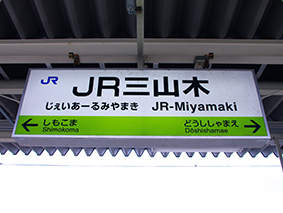 JR
JR三山木
じぇいあーるみやまき JR-Miyamaki
しもこま どうししゃまえ
Shimokoma Dōshishamae